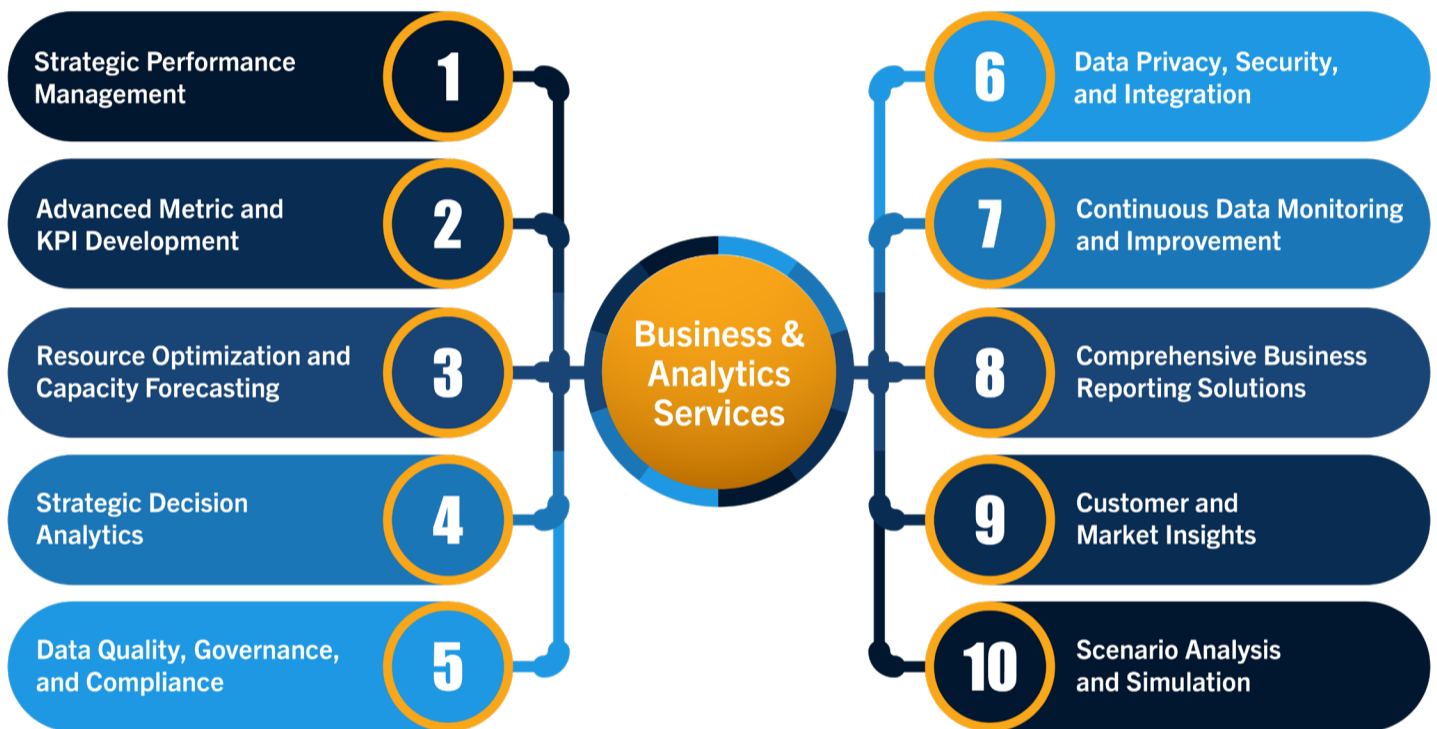 Strategic Performance
Management
1
Advanced Metric and
KPI Development
2
Resource Optimization and
Capacity Forecasting
3
Strategic Decision
Analytics
4
Data Quality, Governance,
and Compliance
5
Business &
Analytics
Services
6
Data Privacy, Security,
and Integration
7
Continuous Data Monitoring
and Improvement
8
Comprehensive Business
Reporting Solutions
9
Customer and
Market Insights
10
Scenario Analysis
and Simulation